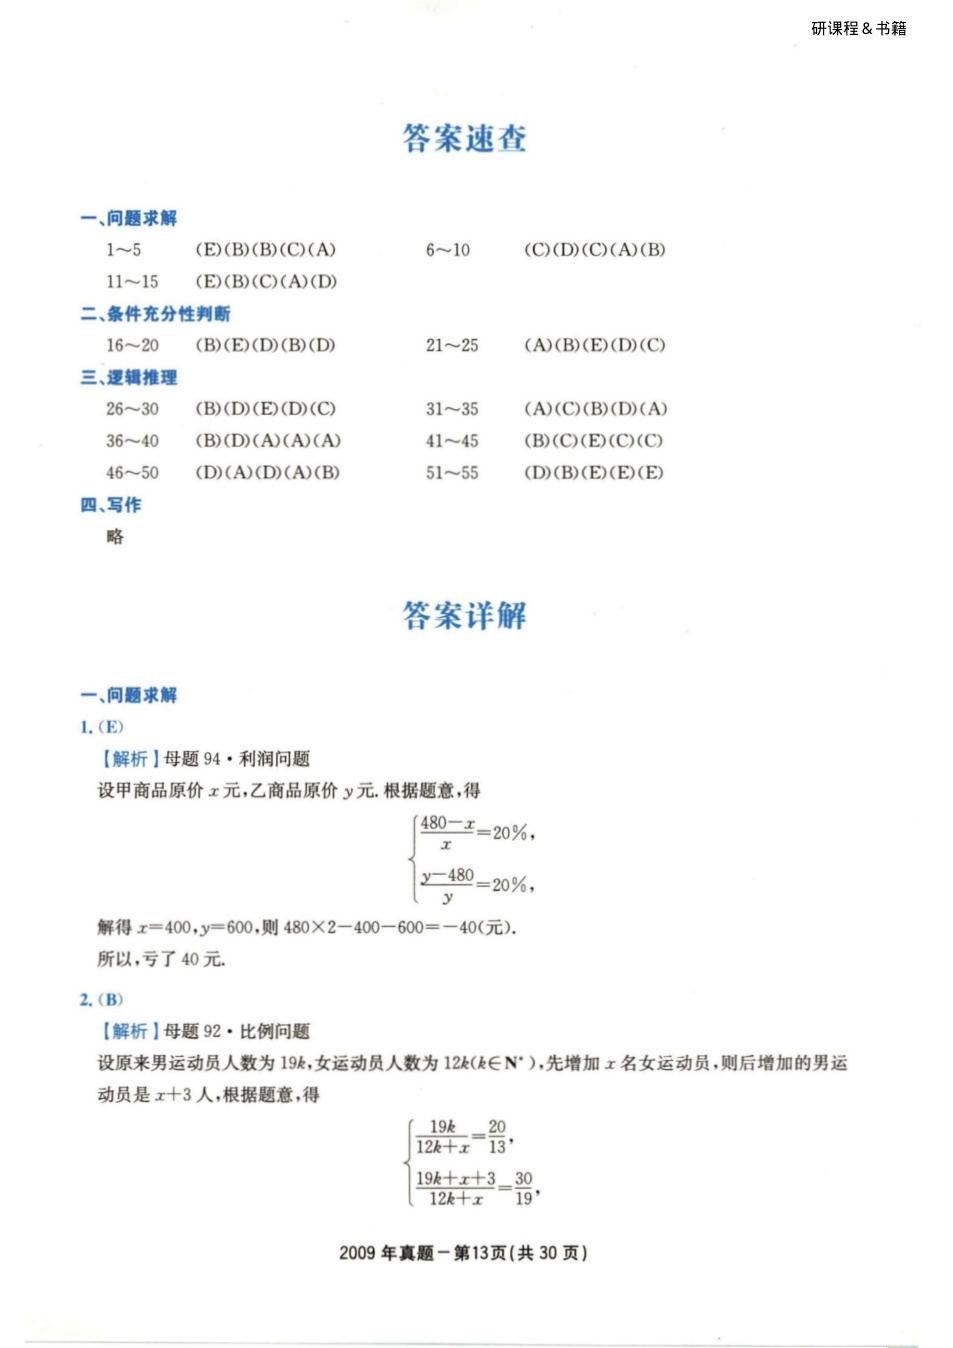 研课程&书籍
答案速查
一、问题求解
1～5 (E)(B)(B)(C)(A) 6～10 (C)(D)(C)(A)(B)
11～15 (E)(B)(C)(A)(D)
二、条件充分性判断
16～20 (B)(E)(D)(B)(D) 21～25 (A)(B)(E)(D)(C)
三、逻辑推理
26～30 (B)(D)(E)(D)(C) 31～35 (A)(C)(B)(D)(A)
36～40 (B)(D)(A)(A)(A) 41～45 (B)(C)(E)(C)(C)
46～50 (D)(A)(D)(A)(B) 51～55 (D)(B)(E)(E)(E)
四、写作
略
答案详解
一、问题求解
1. (E)
【解析】母题 94・利润问题
设甲商品原价 x 元,乙商品原价 y 元. 根据题意,得
{ (480－x)/x＝20%,
(y－480)/y＝20%,
解得 x＝400,y＝600,则 480×2－400－600＝－40(元).
所以,亏了 40 元.
2. (B)
【解析】母题 92・比例问题
设原来男运动员人数为 19k,女运动员人数为 12k(k∈N*),先增加 x 名女运动员,则后增加的男运
动员是 x＋3 人,根据题意,得
{ 19k/(12k＋x)＝20/13,
(19k＋x＋3)/(12k＋x)＝30/19,
2009 年真题－第13页(共 30 页)